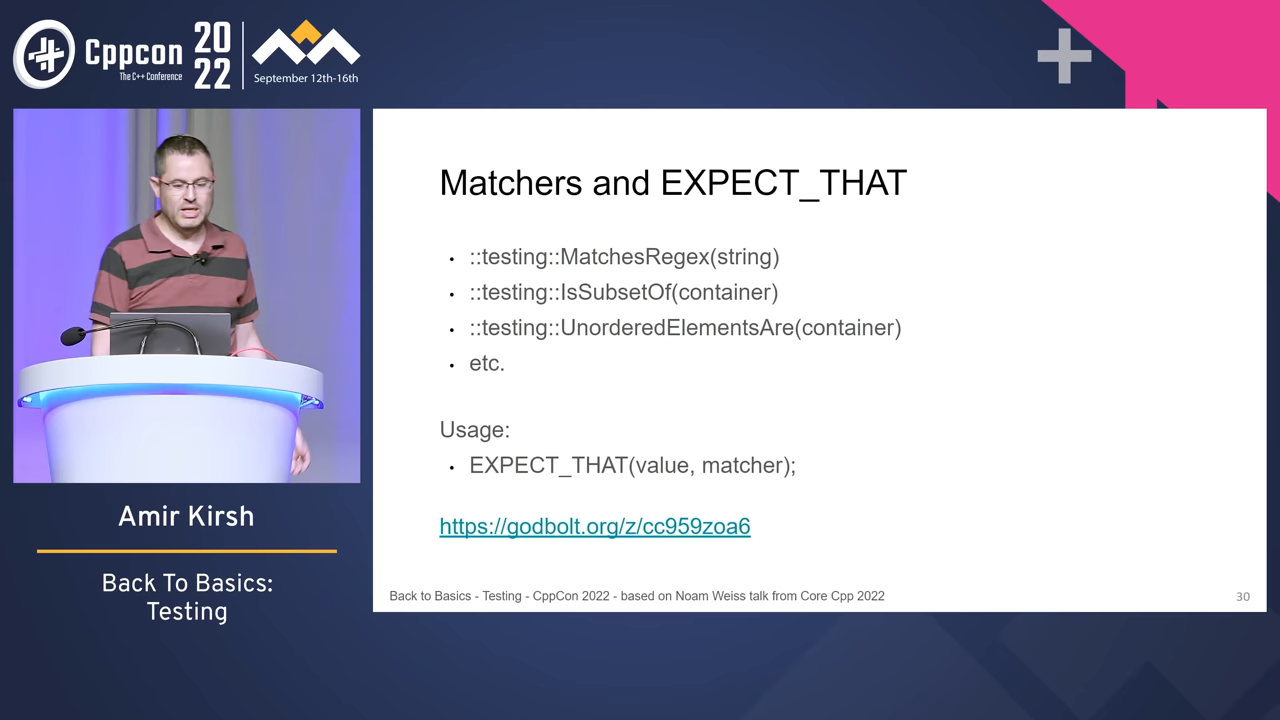 Cppcon
The C++ Conference
20
22
September 12th-16th
Matchers and EXPECT_THAT
• ::testing::MatchesRegex(string)
• ::testing::IsSubsetOf(container)
• ::testing::UnorderedElementsAre(container)
• etc.
Usage:
• EXPECT_THAT(value, matcher);
https://godbolt.org/z/cc959zoa6
Back to Basics - Testing - CppCon 2022 - based on Noam Weiss talk from Core Cpp 2022
30
Amir Kirsh
Back To Basics:
Testing